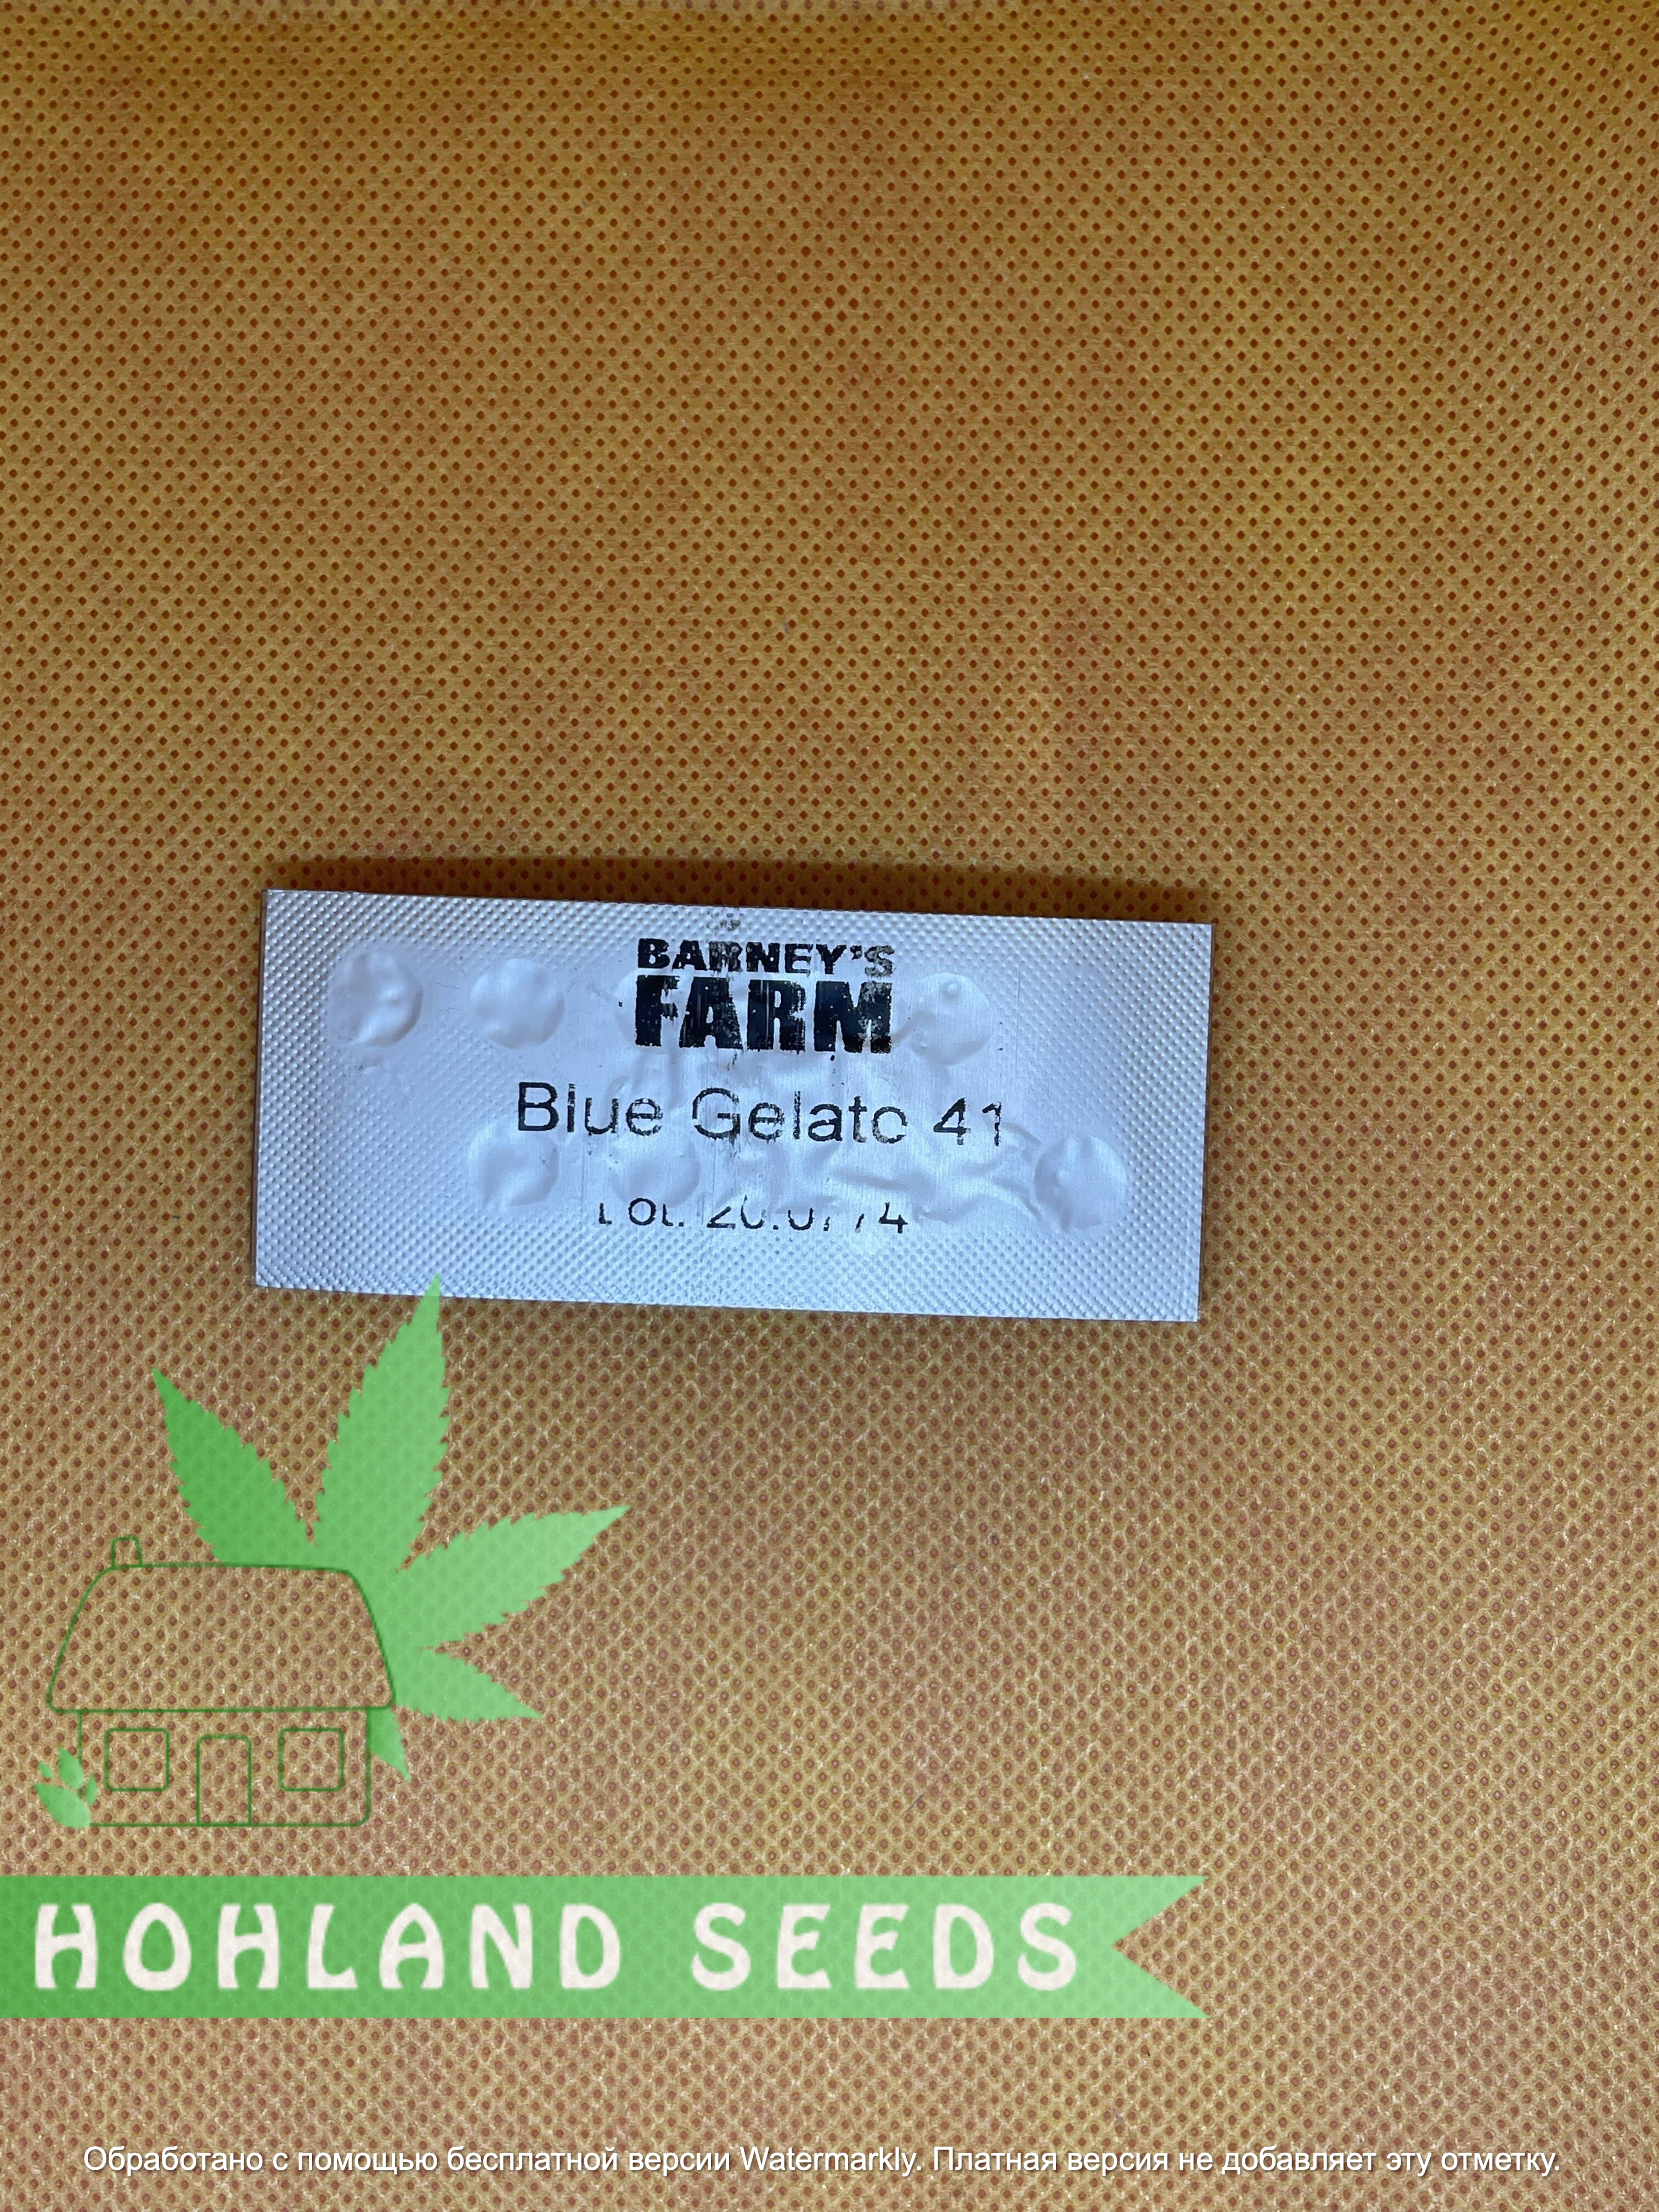 BARNEY'S
FARM
Blue Gelato 41
HOHLAND SEEDS
Обработано с помощью бесплатной версии Watermarkly. Платная версия не добавляет эту отметку.